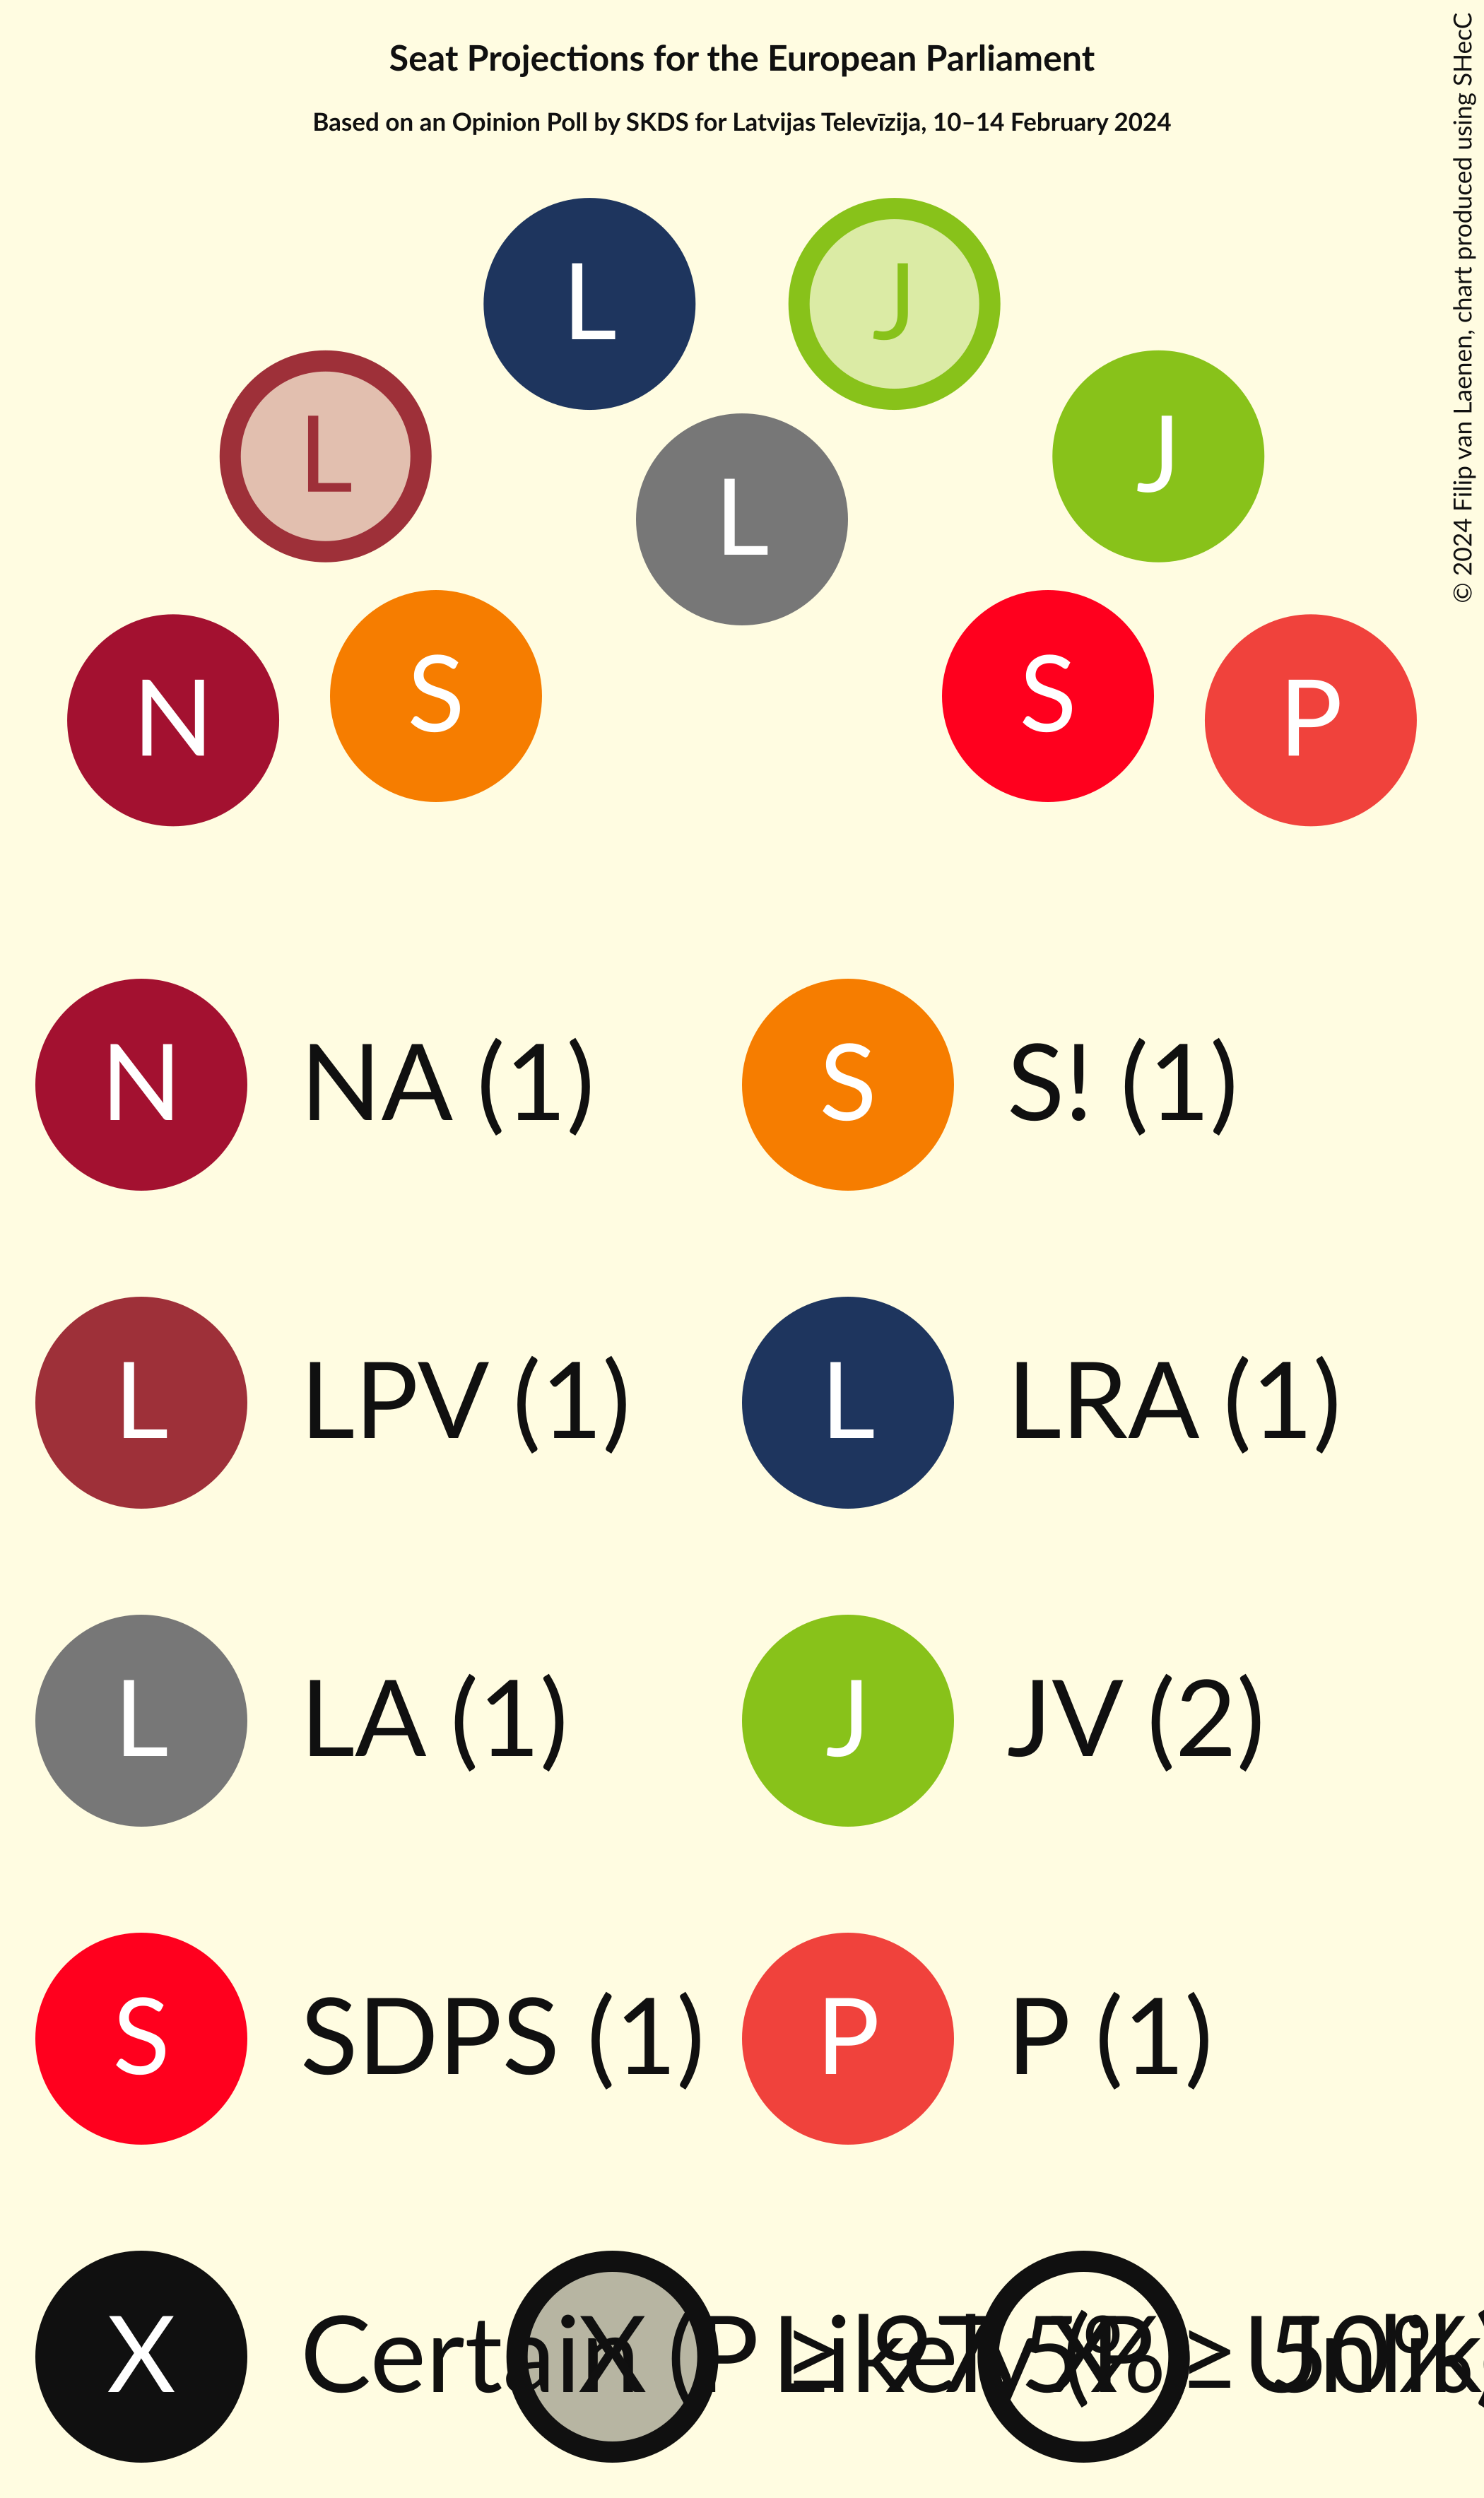 Seat Projections for the European Parliament
Based on an Opinion Poll by SKDS for Latvijas Televīzija, 10–14 February 2024
© 2024 Filip van Laenen, chart produced using SHecC
L J
L J
L
N S S P
N NA (1) S S! (1)
L LPV (1) L LRA (1)
L LA (1) J JV (2)
S SDPS (1) P P (1)
X Certain X Likely X